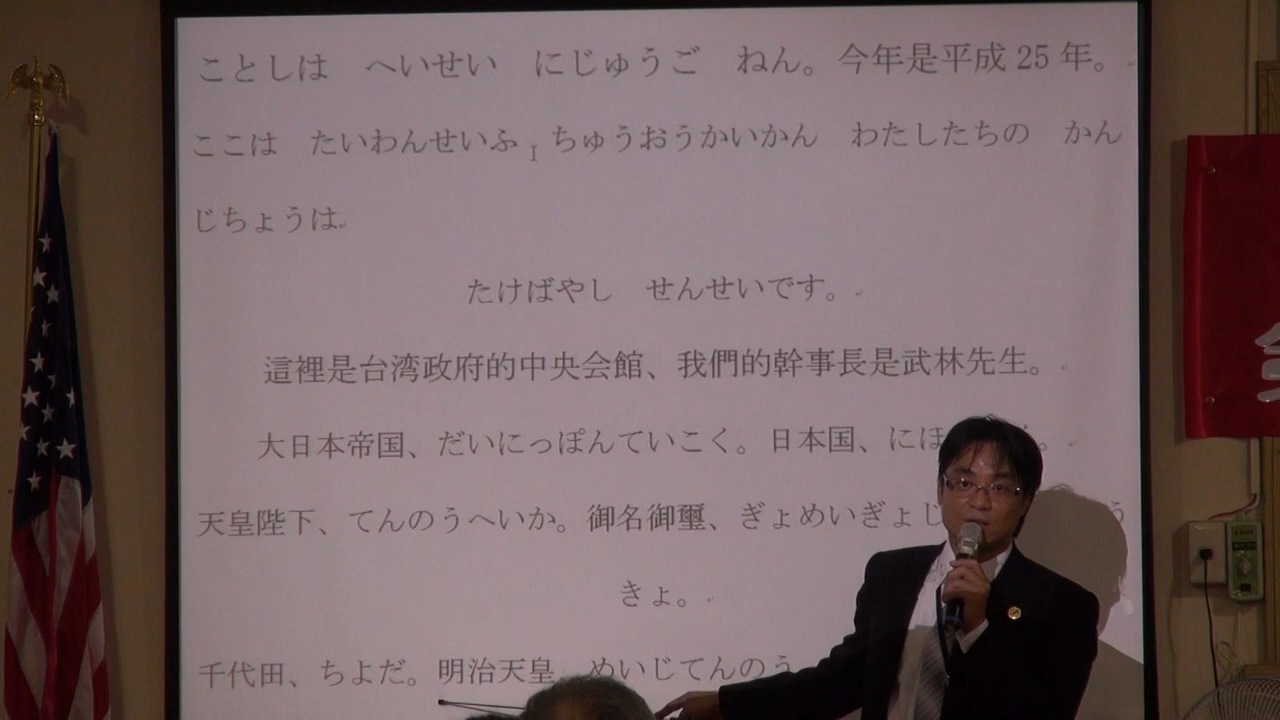 ことしは　へいせい　にじゅうご　ねん。今年是平成 25 年。
ここは　たいわんせいふ　ちゅうおうかいかん　わたしたちの　かん
じちょうは
たけばやし　せんせいです。
這裡是台湾政府的中央会館、我們的幹事長是武林先生。
大日本帝国、だいにっぽんていこく。日本国、にほ
天皇陛下、てんのうへいか。御名御璽、ぎょめいぎょじ う
きょ。
千代田、ちよだ。明治天皇 めいじてんのう